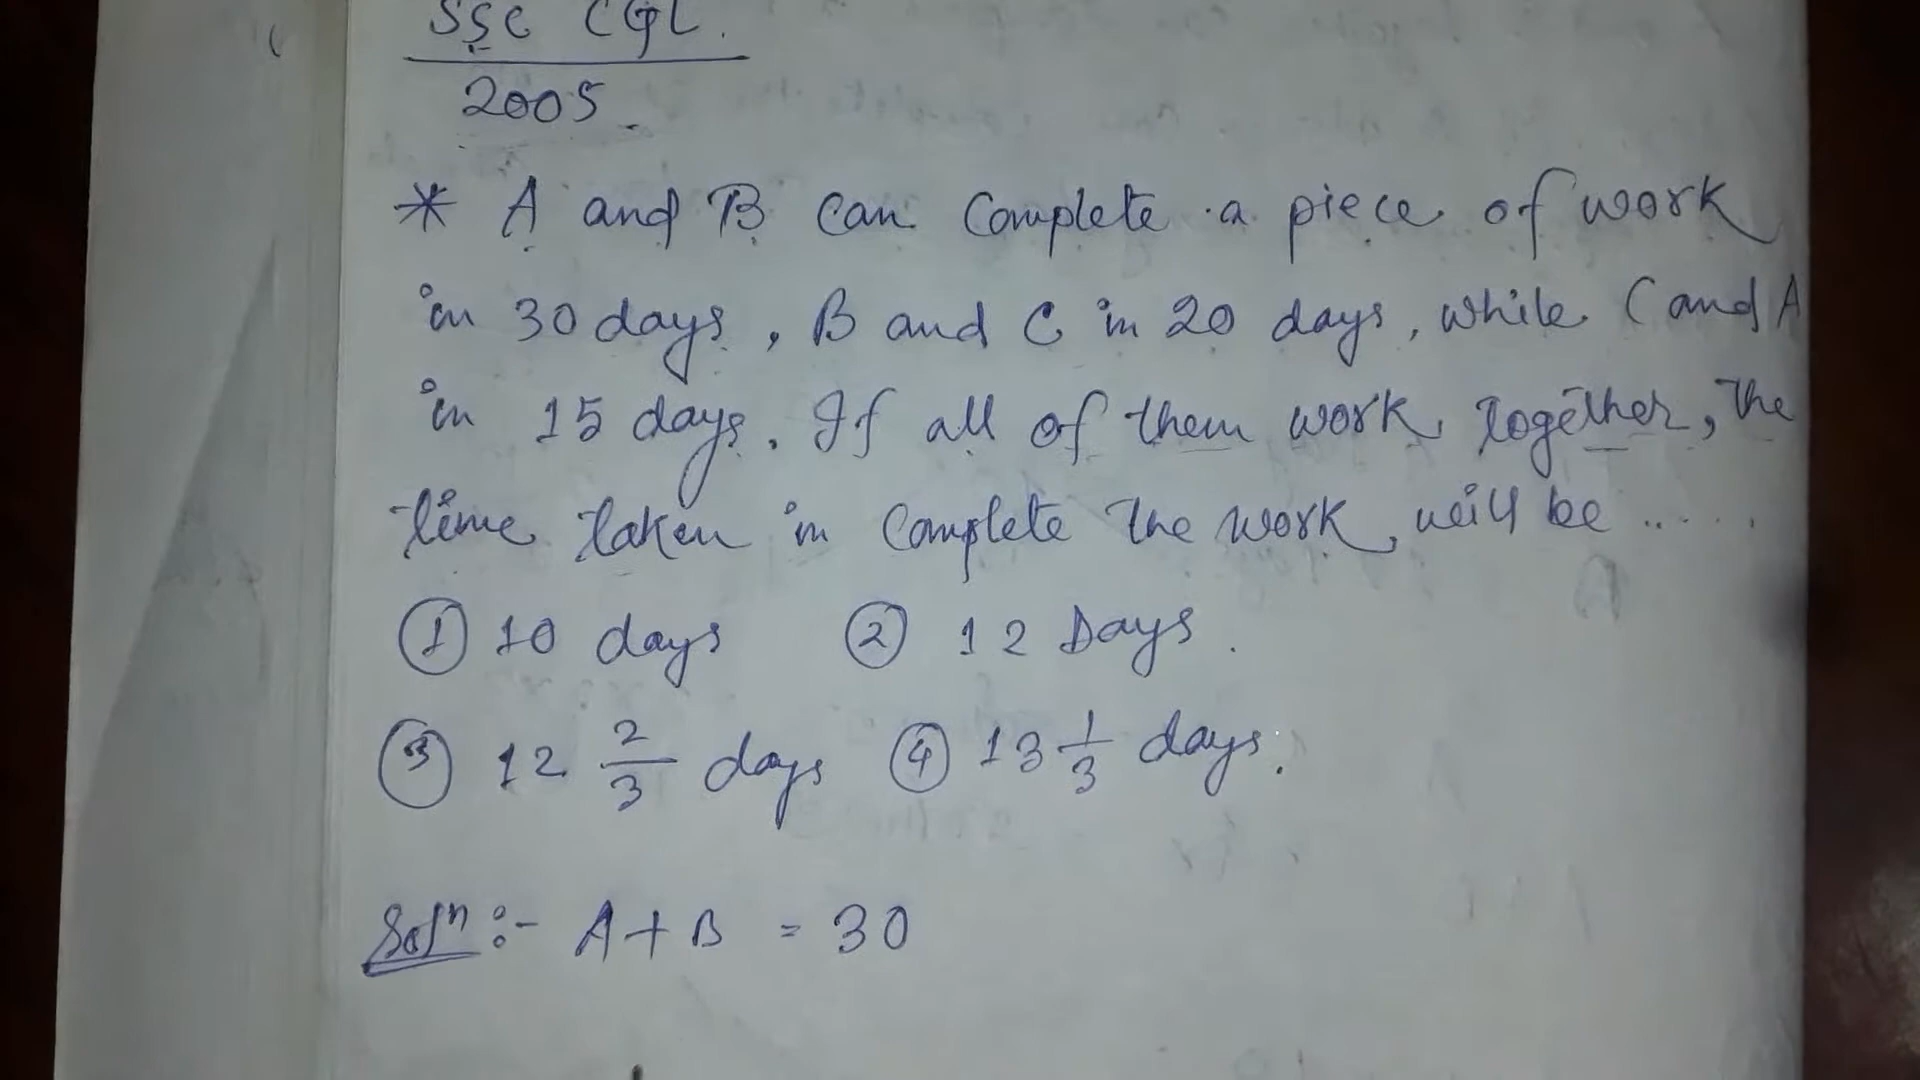 SSC CGL.
2005.
* A and B can complete a piece of work
in 30 days, B and C in 20 days, while C and A
in 15 days. If all of them work together, the
time taken in complete the work will be .....
① 10 days ② 12 Days.
③ 12 2/3 days ④ 13 1/3 days.
Solⁿ :- A + B = 30